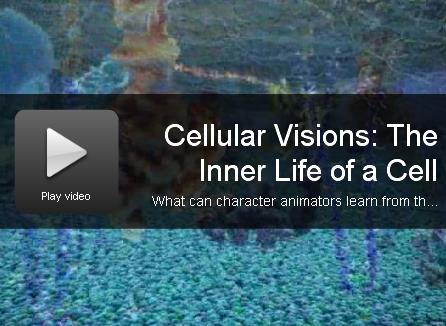 Cellular Visions: The
Inner Life of a Cell
Play video
What can character animators learn from th...